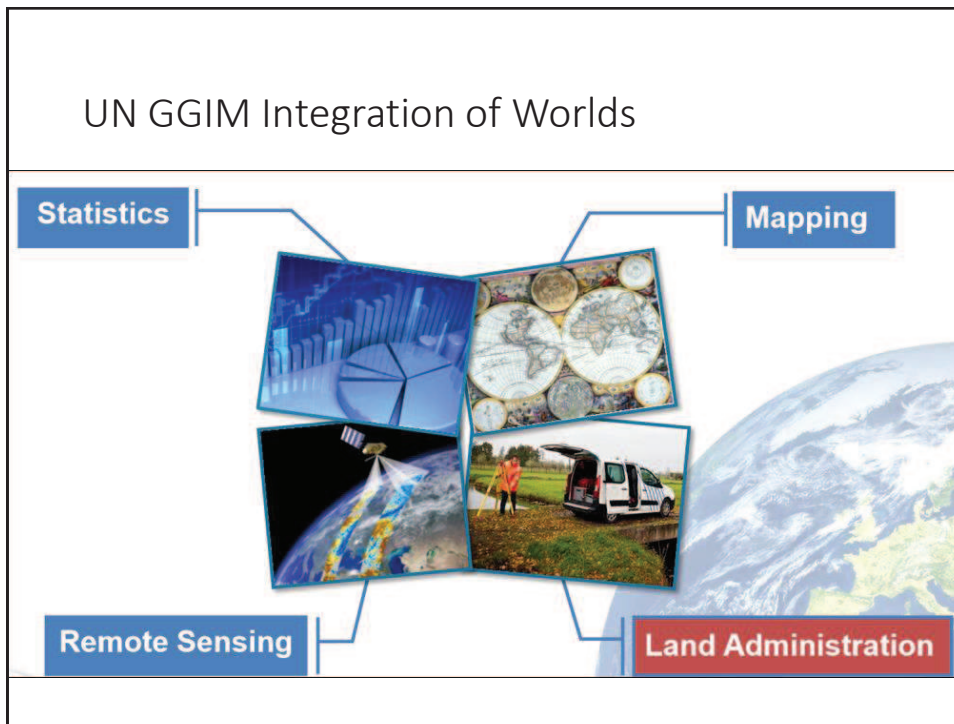 UN GGIM Integration of Worlds
Statistics
Mapping
Remote Sensing
Land Administration